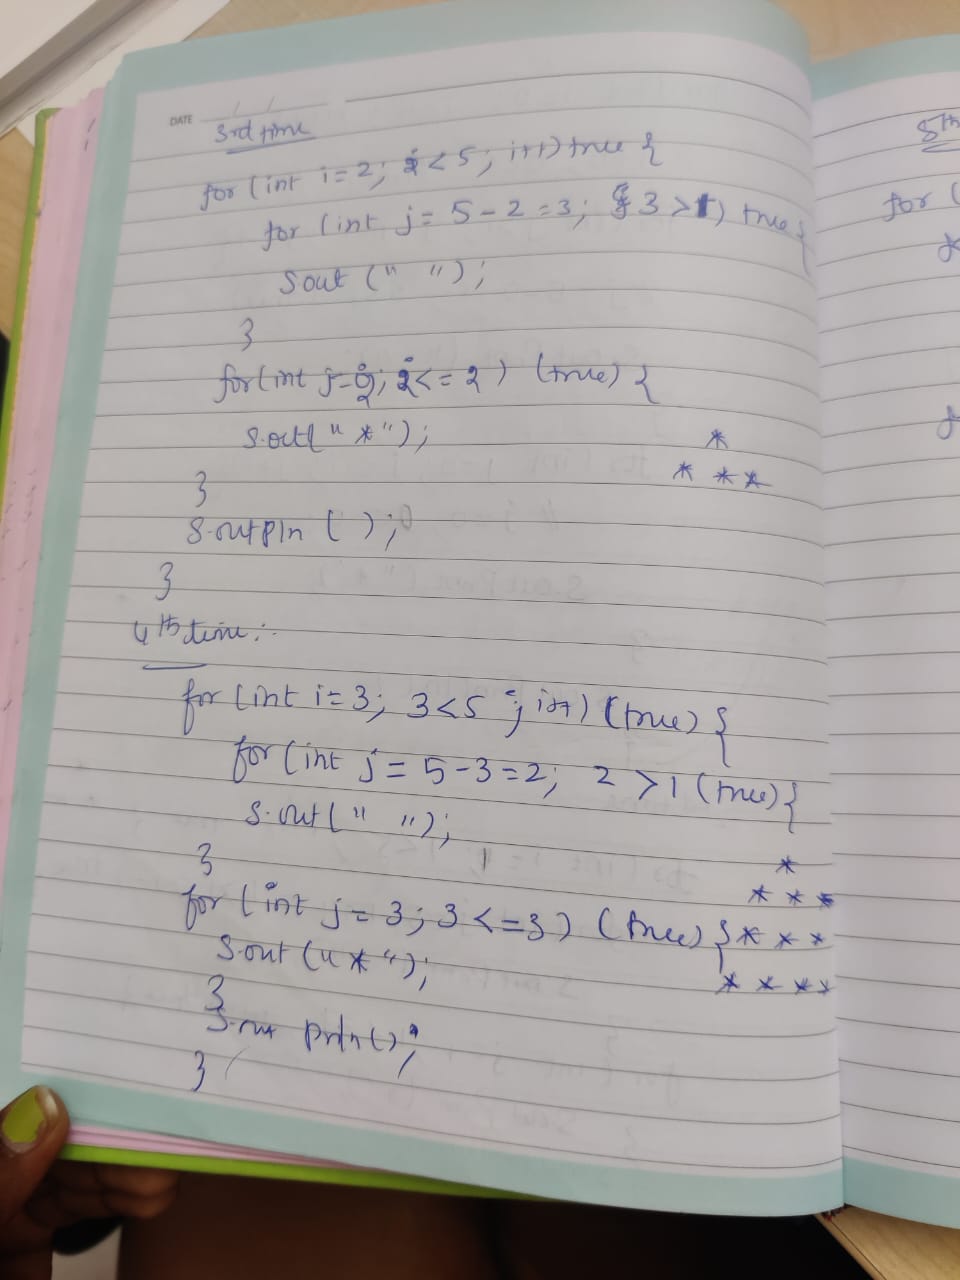 DATE / /
3rd time
for (int i=2; 2<5; i++) true {
for (int j= 5-2=3; 3>1) true {
Sout (" ");
}
for(int j=2; 2<=2) (true) {
S.out(" * ");
*
* * *
}
S.outpln ( );
}
4th time:-
for (int i=3; 3<5 ; i++) (true) {
for (int j= 5-3=2; 2 >1 (true) {
S.out (" ");
}
*
* * *
for (int j= 3; 3<=3) (true) { * * *
S.out (" * ");
* * * *
}
S.out prln();
}
5th
for (